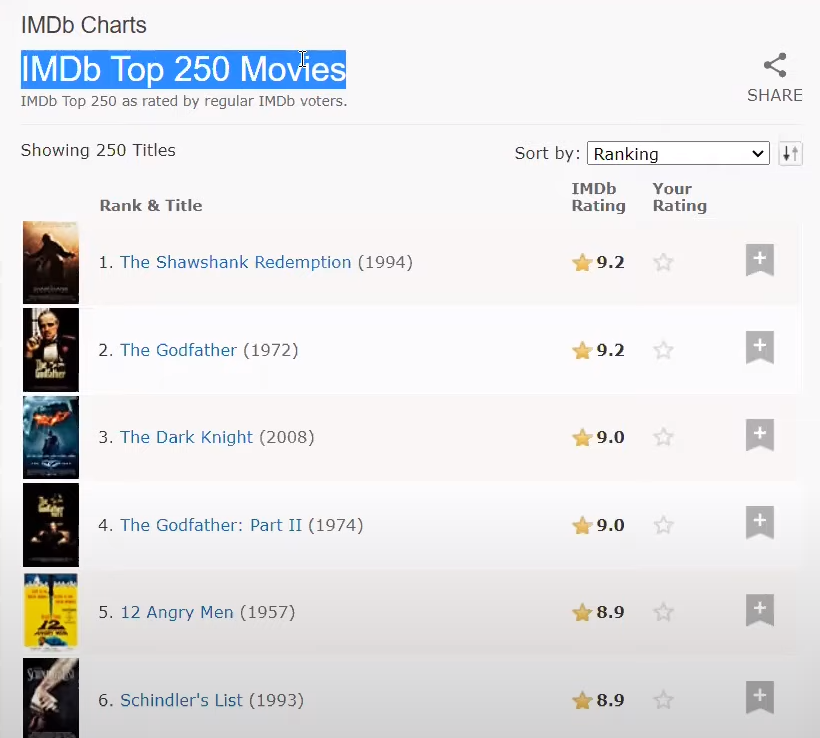 IMDb Charts
IMDb Top 250 Movies
IMDb Top 250 as rated by regular IMDb voters.
SHARE
Showing 250 Titles
Sort by: Ranking
Rank & Title
IMDb Rating
Your Rating
1. The Shawshank Redemption (1994) 9.2
2. The Godfather (1972) 9.2
3. The Dark Knight (2008) 9.0
4. The Godfather: Part II (1974) 9.0
5. 12 Angry Men (1957) 8.9
6. Schindler's List (1993) 8.9